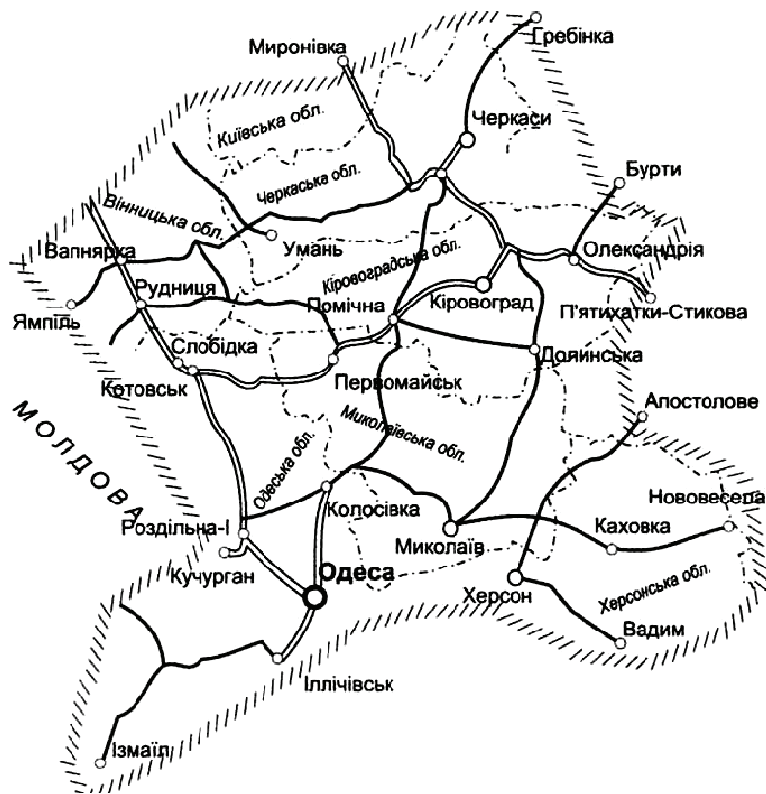 Гребінка
Миронівка
Черкаси
Київська обл.
Бурти
Черкаська обл.
Вінницька обл.
Умань
Вапнярка
Олександрія
Кіровоградська обл.
Рудниця
Помічна
Кіровоград
П'ятихатки-Стикова
Ямпіль
Слобідка
Долинська
Котовськ
Первомайськ
Апостолове
МОЛДОВА
Миколаївська обл.
Одеська обл.
Нововесела
Колосівка
Роздільна-І
Каховка
Миколаїв
Кучурган
Одеса
Херсон
Херсонська обл.
Вадим
Іллічівськ
Ізмаїл